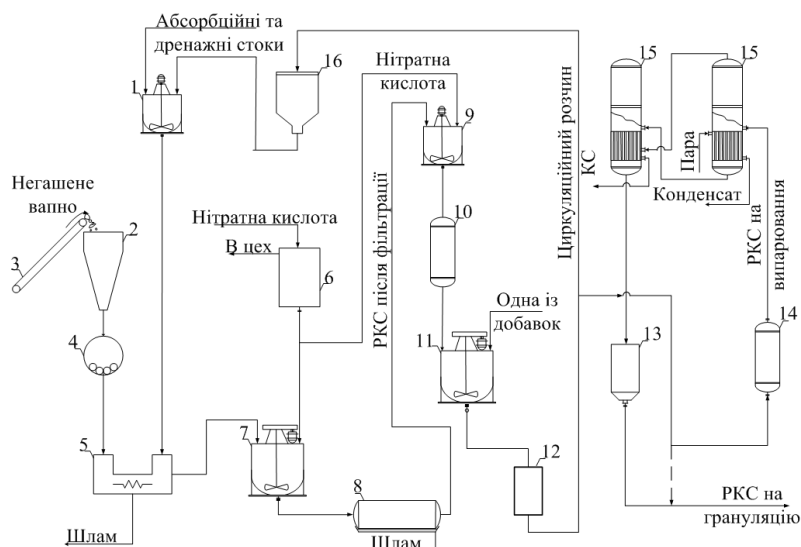 Абсорбційні та
дренажні стоки
1
16
Нітратна
кислота
9
15
15
Негашене
вапно
2
3
4
5
Шлам
Нітратна кислота
В цех
6
7
8
Шлам
РКС після фільтрації
10
11
Одна із
добавок
12
Циркуляційний розчин
КС
Пара
Конденсат
РКС на
випарювання
13
14
РКС на
грануляцію